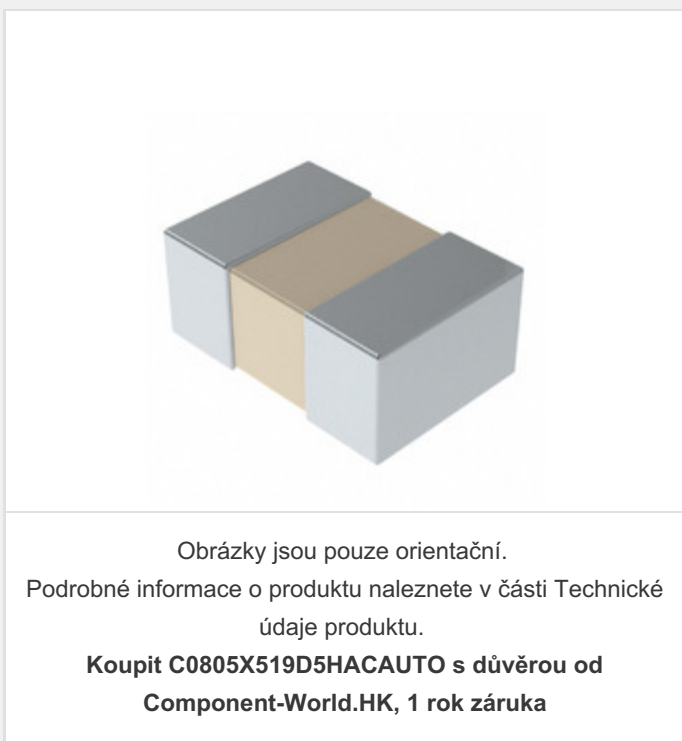 Obrázky jsou pouze orientační.
Podrobné informace o produktu naleznete v části Technické
údaje produktu.
Koupit C0805X519D5HACAUTO s důvěrou od
Component-World.HK, 1 rok záruka